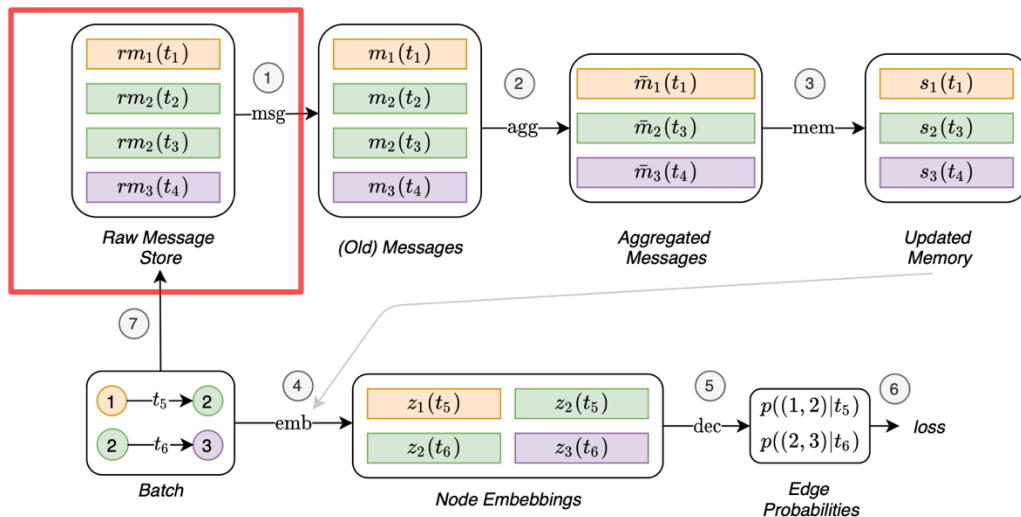 rm₁(t₁)
rm₂(t₂)
rm₂(t₃)
rm₃(t₄)
Raw Message
Store
1
msg
m₁(t₁)
m₂(t₂)
m₂(t₃)
m₃(t₄)
(Old) Messages
2
agg
m̄₁(t₁)
m̄₂(t₃)
m̄₃(t₄)
Aggregated
Messages
3
mem
s₁(t₁)
s₂(t₃)
s₃(t₄)
Updated
Memory
7
1 t₅ 2
2 t₆ 3
Batch
4
emb
z₁(t₅) z₂(t₅)
z₂(t₆) z₃(t₆)
Node Embebbings
5
dec
p((1, 2)|t₅)
p((2, 3)|t₆)
Edge
Probabilities
6
loss